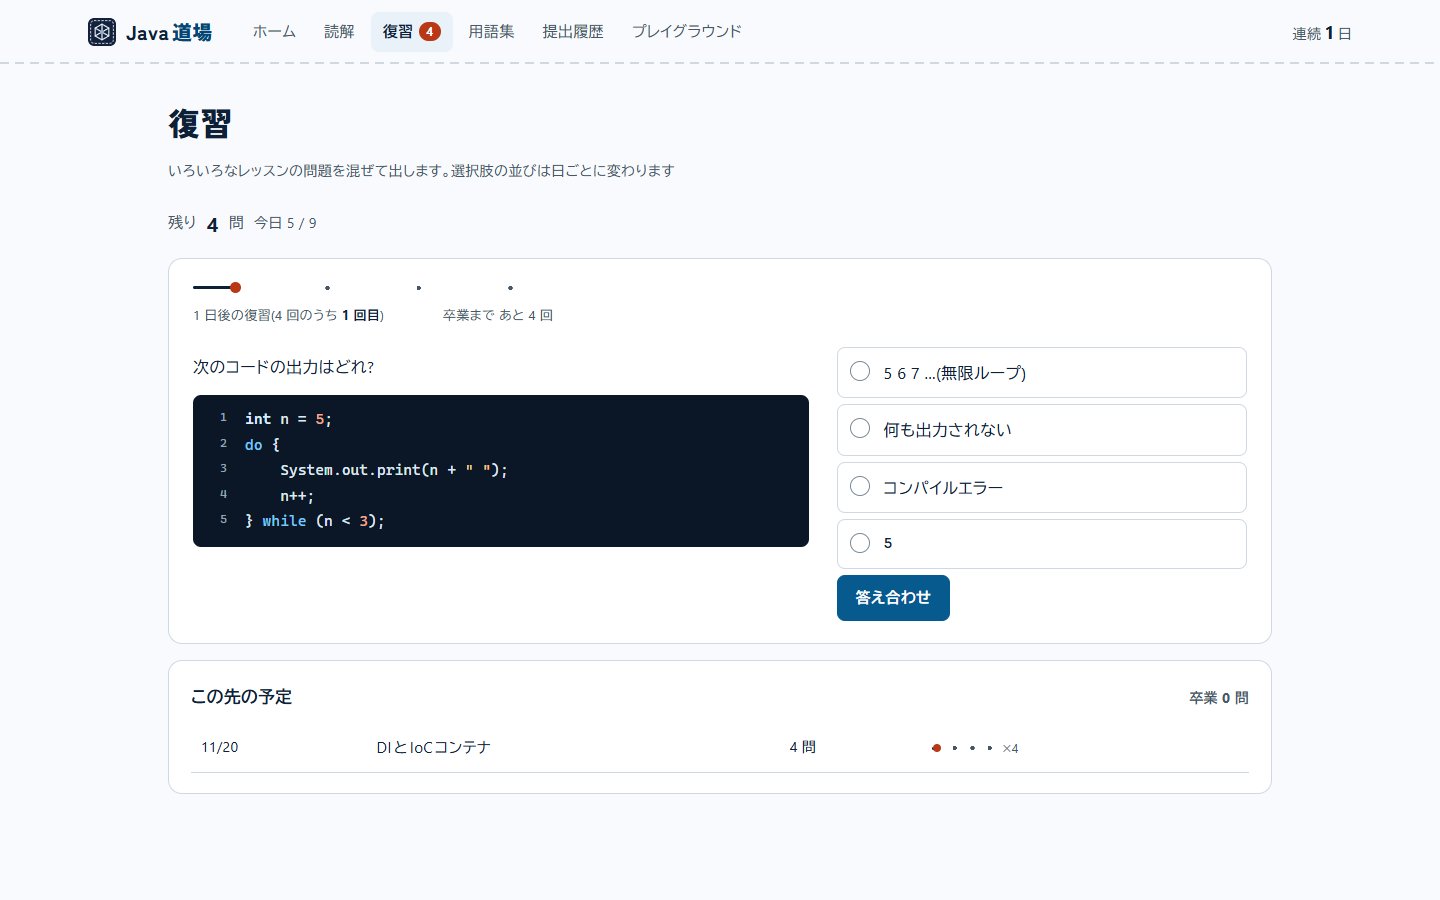 Java 道場 ホーム 読解 復習 4 用語集 提出履歴 プレイグラウンド 連続 1 日
復習
いろいろなレッスンの問題を混ぜて出します。選択肢の並びは日ごとに変わります
残り 4 問 今日 5 / 9
1 日後の復習(4 回のうち 1 回目) 卒業まで あと 4 回
次のコードの出力はどれ?
1 int n = 5;
2 do {
3     System.out.print(n + " ");
4     n++;
5 } while (n < 3);
5 6 7 ...(無限ループ)
何も出力されない
コンパイルエラー
5
答え合わせ
この先の予定 卒業 0 問
11/20 DIとIoCコンテナ 4 問 ×4